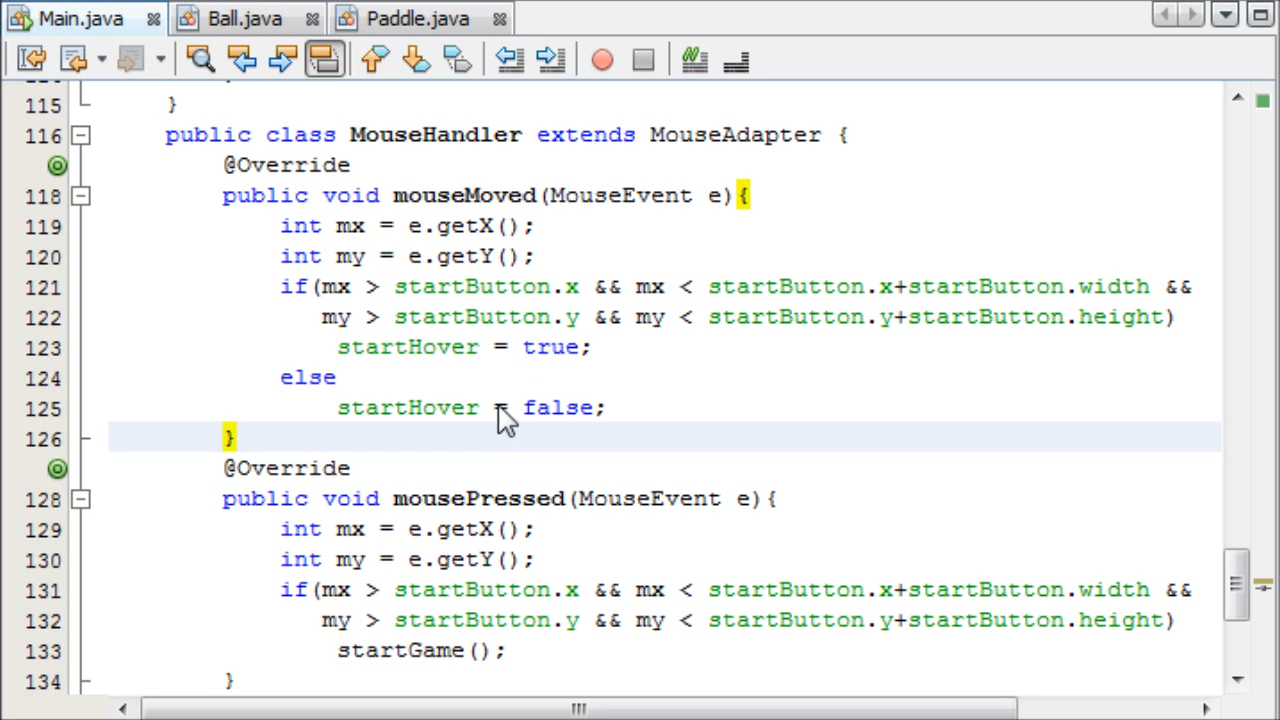 Main.java Ball.java Paddle.java
115 }
116 public class MouseHandler extends MouseAdapter {
@Override
118 public void mouseMoved(MouseEvent e){
119 int mx = e.getX();
120 int my = e.getY();
121 if(mx > startButton.x && mx < startButton.x+startButton.width &&
122 my > startButton.y && my < startButton.y+startButton.height)
123 startHover = true;
124 else
125 startHover = false;
126 }
@Override
128 public void mousePressed(MouseEvent e){
129 int mx = e.getX();
130 int my = e.getY();
131 if(mx > startButton.x && mx < startButton.x+startButton.width &&
132 my > startButton.y && my < startButton.y+startButton.height)
133 startGame();
134 }